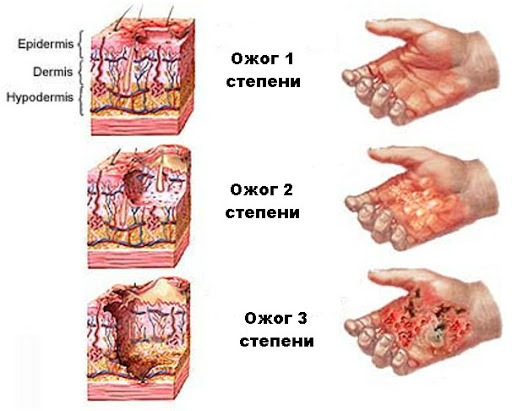 Epidermis
Dermis
Hypodermis
Ожог 1
степени
Ожог 2
степени
Ожог 3
степени